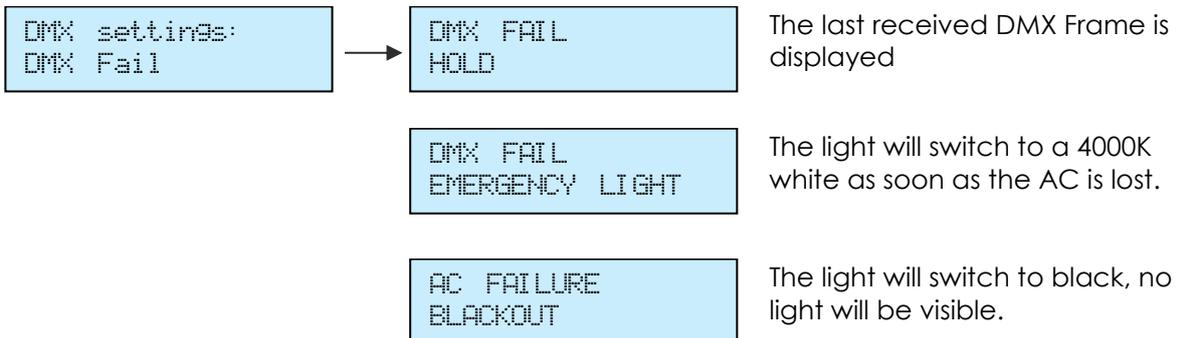 DMX settings:
DMX Fail
DMX FAIL
HOLD
The last received DMX Frame is
displayed
DMX FAIL
EMERGENCY LIGHT
The light will switch to a 4000K
white as soon as the AC is lost.
AC FAILURE
BLACKOUT
The light will switch to black, no
light will be visible.